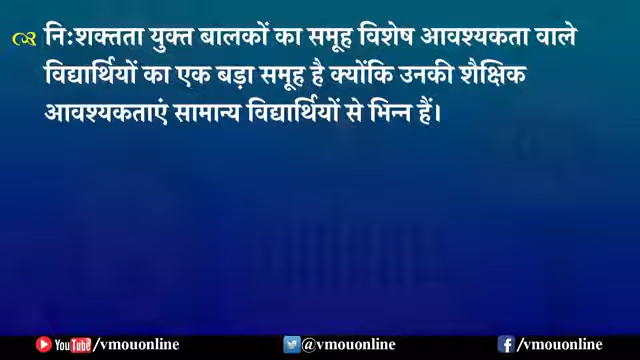 निःशक्तता युक्त बालकों का समूह विशेष आवश्यकता वाले
विद्यार्थियों का एक बड़ा समूह है क्योंकि उनकी शैक्षिक
आवश्यकताएं सामान्य विद्यार्थियों से भिन्न हैं।
YouTube /vmouonline @vmouonline f /vmouonline